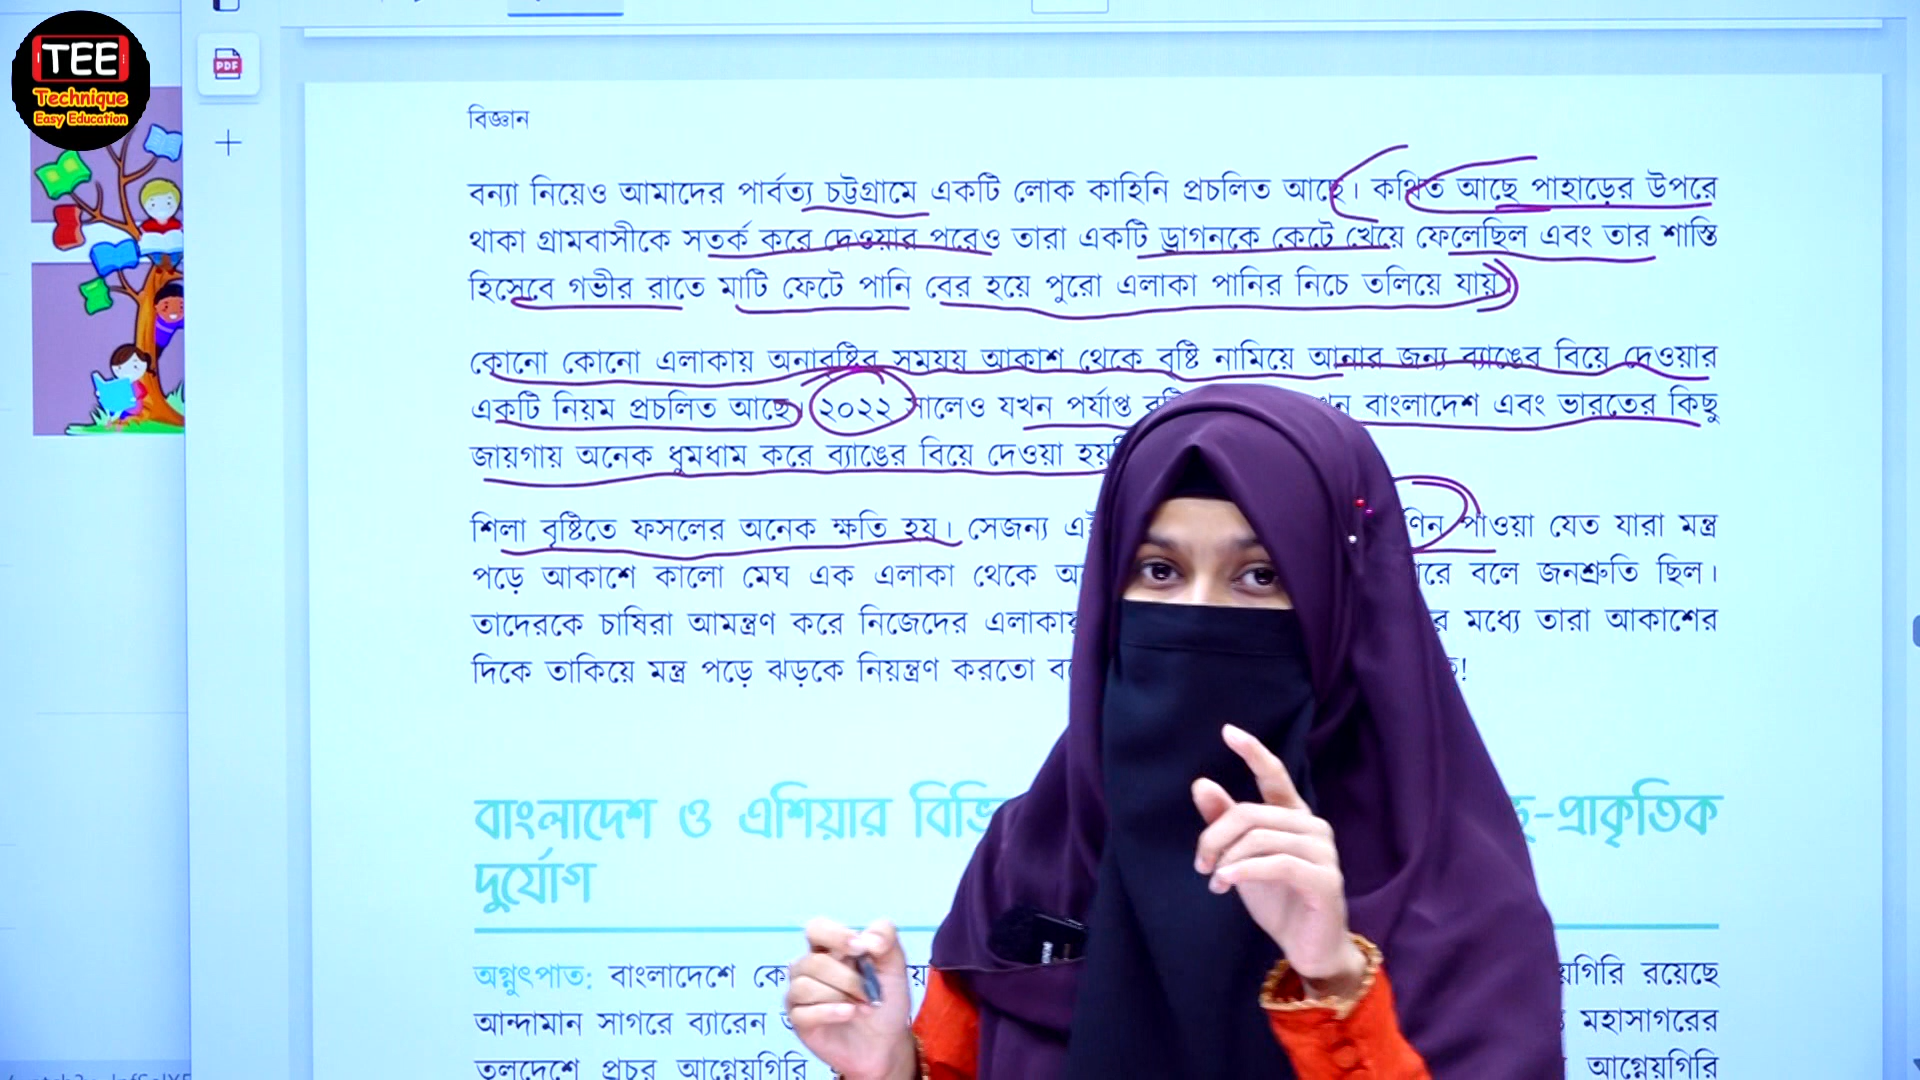 TEE
Technique
Easy Education
PDF
বিজ্ঞান
বন্যা নিয়েও আমাদের পার্বত্য চট্টগ্রামে একটি লোক কাহিনি প্রচলিত আছে। কথিত আছে পাহাড়ের উপরে
থাকা গ্রামবাসীকে সতর্ক করে দেওয়ার পরেও তারা একটি ড্রাগনকে কেটে খেয়ে ফেলেছিল এবং তার শাস্তি
হিসেবে গভীর রাতে মাটি ফেটে পানি বের হয়ে পুরো এলাকা পানির নিচে তলিয়ে যায়।
কোনো কোনো এলাকায় অনাবৃষ্টির সময়য় আকাশ থেকে বৃষ্টি নামিয়ে আনার জন্য ব্যাঙের বিয়ে দেওয়ার
একটি নিয়ম প্রচলিত আছে। ২০২২ সালেও যখন পর্যাপ্ত বাংলাদেশ এবং ভারতের কিছু
জায়গায় অনেক ধুমধাম করে ব্যাঙের বিয়ে দেওয়া
শিলা বৃষ্টিতে ফসলের অনেক ক্ষতি হয়। সেজন্য পাওয়া যেত যারা মন্ত্র
পড়ে আকাশে কালো মেঘ এক এলাকা থেকে বলে জনশ্রুতি ছিল।
তাদেরকে চাষিরা আমন্ত্রণ করে নিজেদের মধ্যে তারা আকাশের
দিকে তাকিয়ে মন্ত্র পড়ে ঝড়কে নিয়ন্ত্রণ করতো
বাংলাদেশ ও এশিয়ার প্রাকৃতিক
দুর্যোগ
অগ্নুৎপাত: বাংলাদেশে রয়েছে
আন্দামান সাগরে ব্যারেন মহাসাগরের
তলদেশে প্রচুর আগ্নেয়গিরি আগ্নেয়গিরি